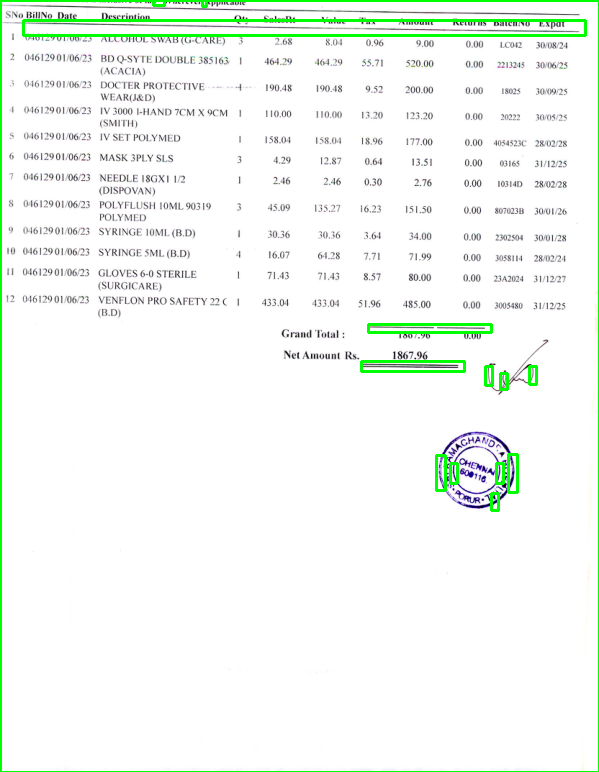 wherever applicable
SNo BillNo Date Description Qty SalesRt Value Tax Amount Returns BatchNo Expdt
1 046129 01/06/23 ALCOHOL SWAB (G-CARE) 3 2.68 8.04 0.96 9.00 0.00 LC042 30/08/24
2 046129 01/06/23 BD Q-SYTE DOUBLE 385163 1 464.29 464.29 55.71 520.00 0.00 2213245 30/06/25
(ACACIA)
3 046129 01/06/23 DOCTER PROTECTIVE 1 190.48 190.48 9.52 200.00 0.00 18025 30/09/25
WEAR(J&D)
4 046129 01/06/23 IV 3000 1-HAND 7CM X 9CM 1 110.00 110.00 13.20 123.20 0.00 20222 30/05/25
(SMITH)
5 046129 01/06/23 IV SET POLYMED 1 158.04 158.04 18.96 177.00 0.00 4054523C 28/02/28
6 046129 01/06/23 MASK 3PLY SLS 3 4.29 12.87 0.64 13.51 0.00 03165 31/12/25
7 046129 01/06/23 NEEDLE 18GX1 1/2 1 2.46 2.46 0.30 2.76 0.00 10314D 28/02/28
(DISPOVAN)
8 046129 01/06/23 POLYFLUSH 10ML 90319 3 45.09 135.27 16.23 151.50 0.00 807023B 30/01/26
POLYMED
9 046129 01/06/23 SYRINGE 10ML (B.D) 1 30.36 30.36 3.64 34.00 0.00 2302504 30/01/28
10 046129 01/06/23 SYRINGE 5ML (B.D) 4 16.07 64.28 7.71 71.99 0.00 3058114 28/02/24
11 046129 01/06/23 GLOVES 6-0 STERILE 1 71.43 71.43 8.57 80.00 0.00 23A2024 31/12/27
(SURGICARE)
12 046129 01/06/23 VENFLON PRO SAFETY 22 G 1 433.04 433.04 51.96 485.00 0.00 3005480 31/12/25
(B.D)
Grand Total : 1867.96 0.00
Net Amount Rs. 1867.96
CHENNAI
600116
PORUR